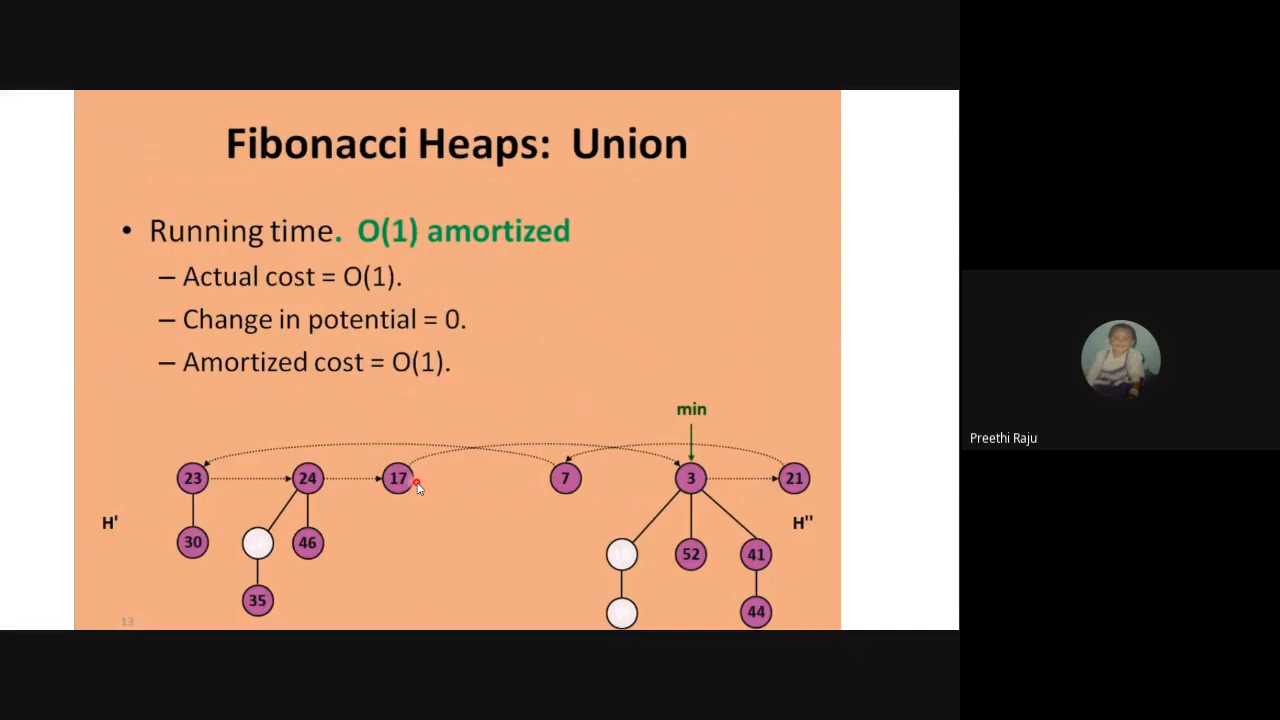 Fibonacci Heaps: Union
• Running time. O(1) amortized
– Actual cost = O(1).
– Change in potential = 0.
– Amortized cost = O(1).
min
23 24 17 7 3 21
H' H''
30 46 52 41
35 44
13
Preethi Raju